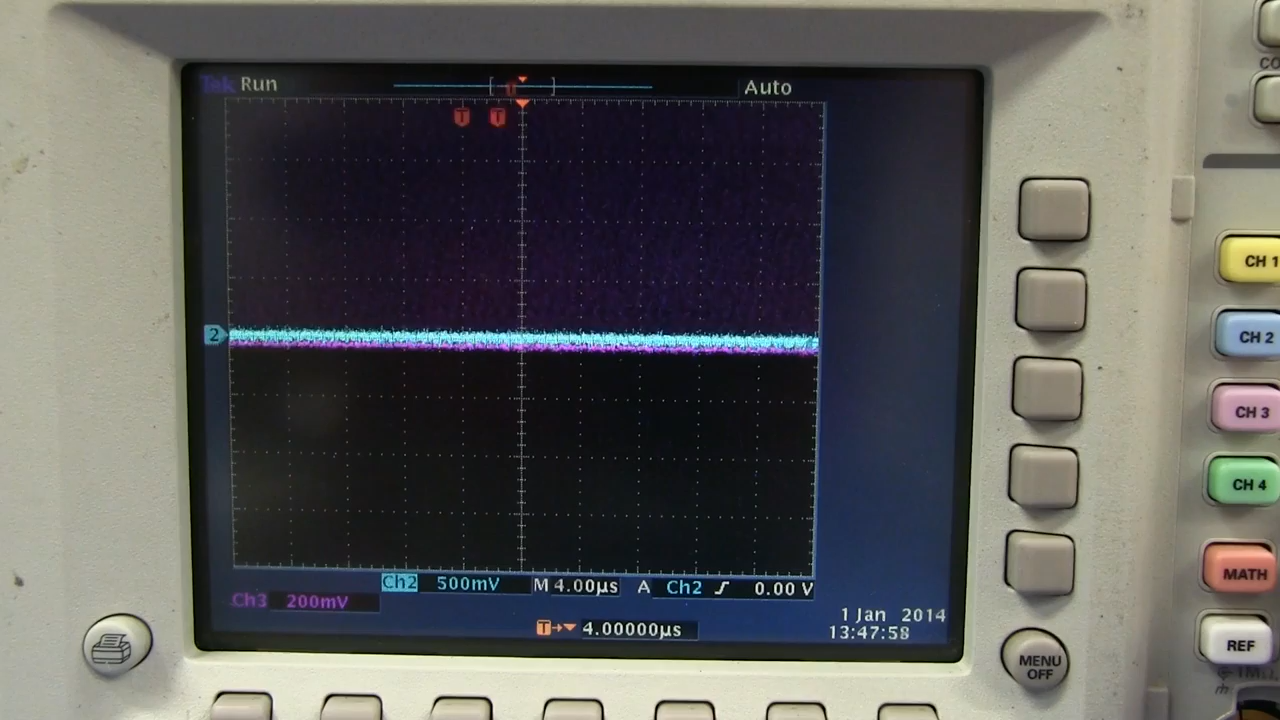 Tek Run
Auto
T
T T
2
Ch2 500mV M 4.00µs A Ch2 0.00 V
Ch3 200mV
T 4.00000µs
1 Jan 2014
13:47:58
CO
CH 1
CH 2
CH 3
CH 4
MATH
REF
MENU
OFF